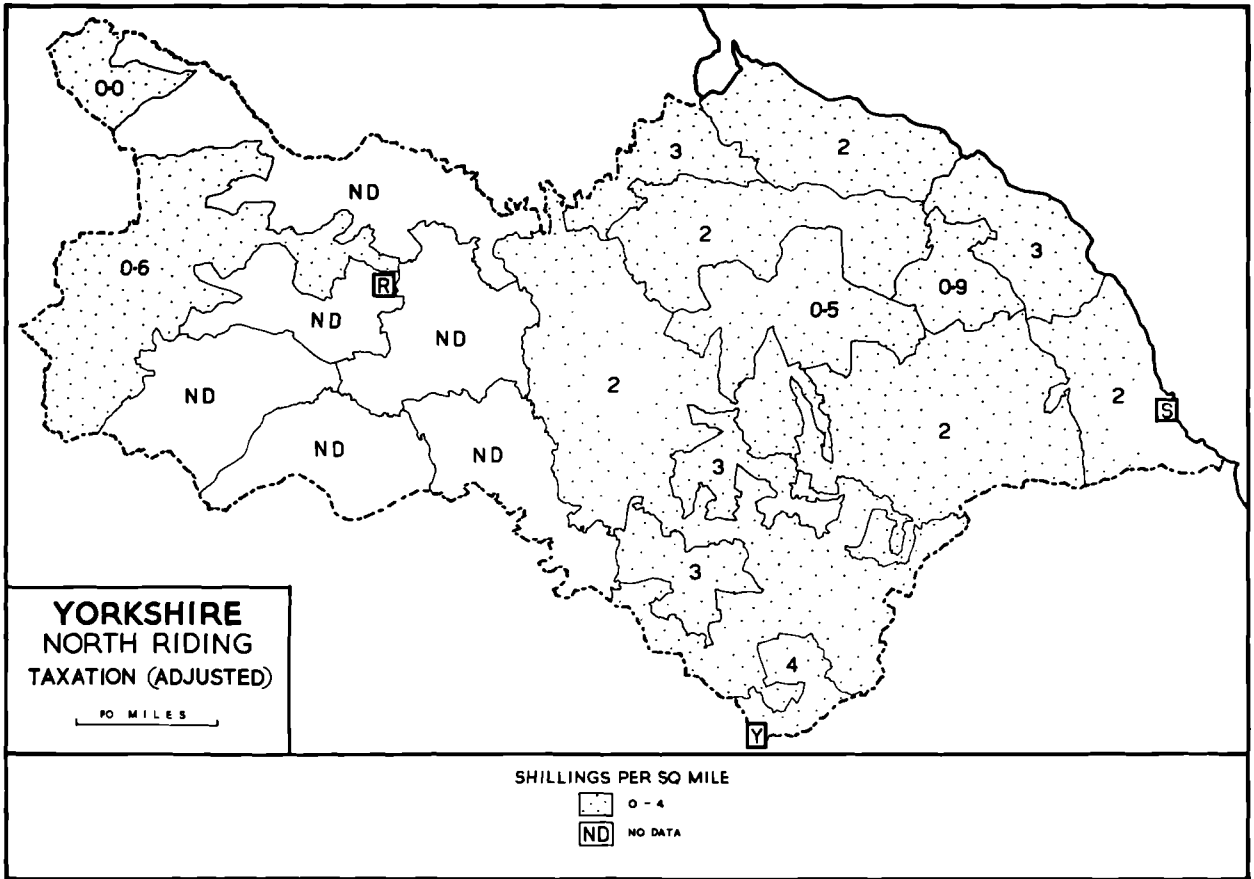 0·0
3
2
ND
2
3
0·6
R
0·9
ND
ND
0·5
ND
2
2
S
2
ND
ND
3
3
4
Y
YORKSHIRE
NORTH RIDING
TAXATION (ADJUSTED)
10 MILES
SHILLINGS PER SQ MILE
0 - 4
ND NO DATA